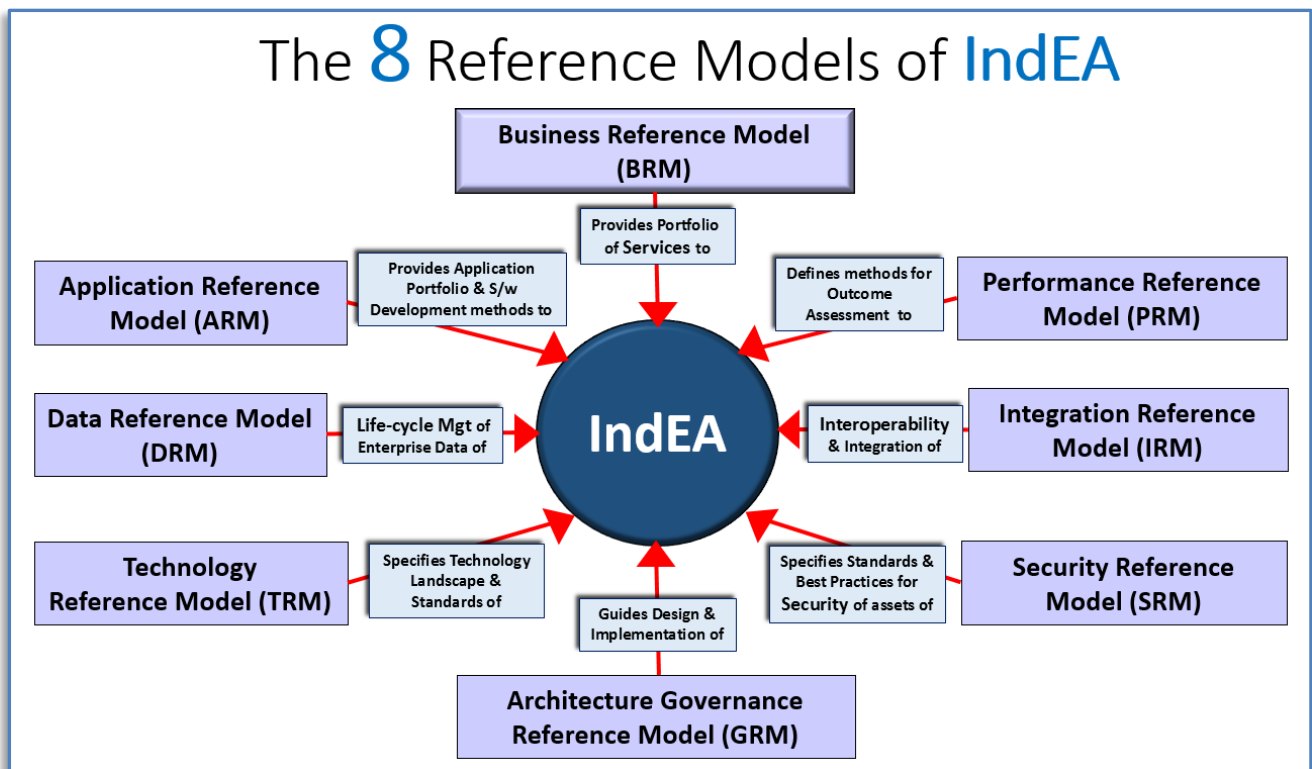 The 8 Reference Models of IndEA
Business Reference Model
(BRM)
Provides Portfolio
of Services to
Application Reference
Model (ARM)
Provides Application
Portfolio & S/w
Development methods to
Defines methods for
Outcome
Assessment to
Performance Reference
Model (PRM)
Data Reference Model
(DRM)
Life-cycle Mgt of
Enterprise Data of
IndEA
Interoperability
& Integration of
Integration Reference
Model (IRM)
Technology
Reference Model (TRM)
Specifies Technology
Landscape &
Standards of
Guides Design &
Implementation of
Specifies Standards &
Best Practices for
Security of assets of
Security Reference
Model (SRM)
Architecture Governance
Reference Model (GRM)